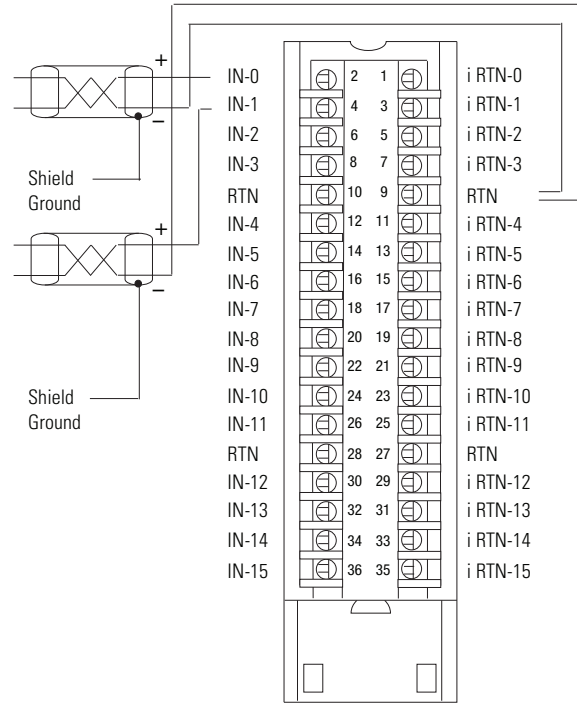 +
IN-0 2 1 i RTN-0
IN-1 4 3 i RTN-1
–
IN-2 6 5 i RTN-2
IN-3 8 7 i RTN-3
Shield
Ground
RTN 10 9 RTN
IN-4 12 11 i RTN-4
+
IN-5 14 13 i RTN-5
IN-6 16 15 i RTN-6
–
IN-7 18 17 i RTN-7
IN-8 20 19 i RTN-8
IN-9 22 21 i RTN-9
Shield
Ground
IN-10 24 23 i RTN-10
IN-11 26 25 i RTN-11
RTN 28 27 RTN
IN-12 30 29 i RTN-12
IN-13 32 31 i RTN-13
IN-14 34 33 i RTN-14
IN-15 36 35 i RTN-15